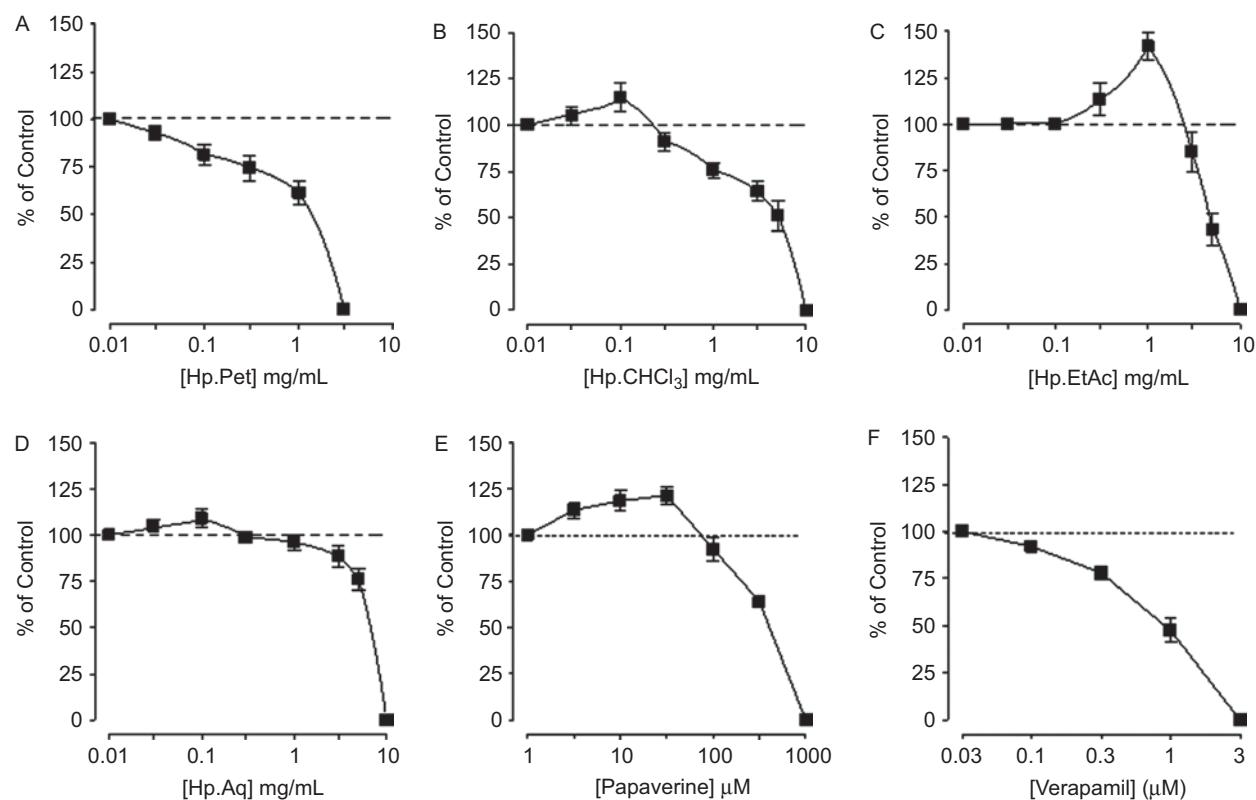 A
150
125
100
75
50
25
0
% of Control
0.01 0.1 1 10
[Hp.Pet] mg/mL
B
150
125
100
75
50
25
0
% of Control
0.01 0.1 1 10
[Hp.CHCl₃] mg/mL
C
150
125
100
75
50
25
0
% of Control
0.01 0.1 1 10
[Hp.EtAc] mg/mL
D
150
125
100
75
50
25
0
% of Control
0.01 0.1 1 10
[Hp.Aq] mg/mL
E
150
125
100
75
50
25
0
% of Control
1 10 100 1000
[Papaverine] μM
F
150
125
100
75
50
25
0
% of Control
0.03 0.1 0.3 1 3
[Verapamil] (μM)